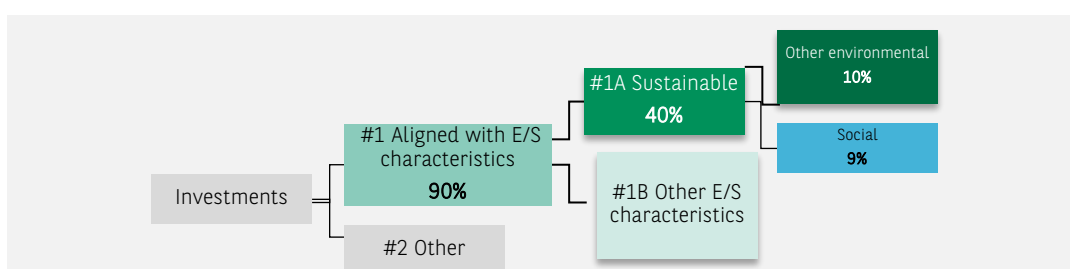 Other environmental
10%
#1A Sustainable
40%
Social
9%
#1 Aligned with E/S
characteristics
90%
#1B Other E/S
characteristics
Investments
#2 Other